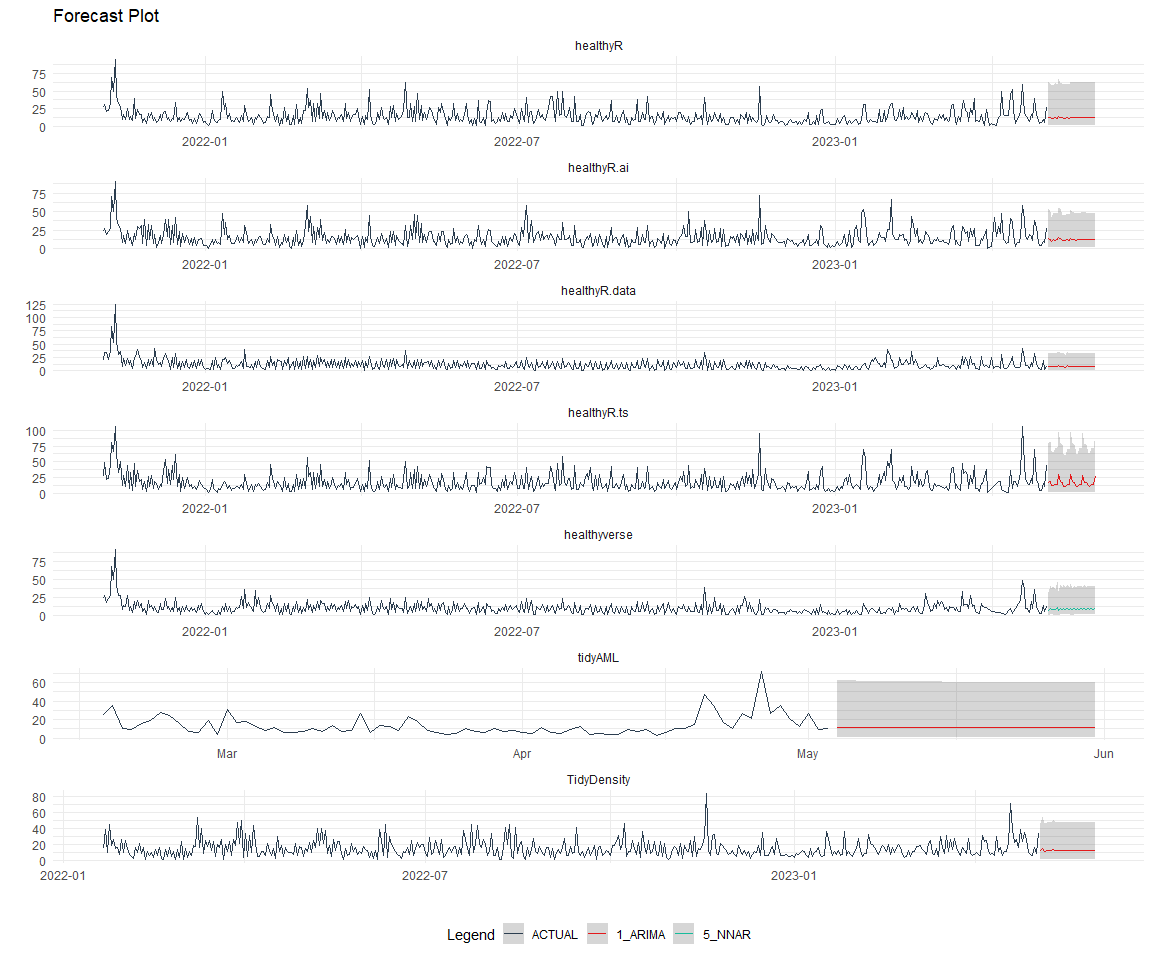 Forecast Plot
healthyR
75
50
25
0
2022-01 2022-07 2023-01
healthyR.ai
75
50
25
0
2022-01 2022-07 2023-01
healthyR.data
125
100
75
50
25
0
2022-01 2022-07 2023-01
healthyR.ts
100
75
50
25
0
2022-01 2022-07 2023-01
healthyverse
75
50
25
0
2022-01 2022-07 2023-01
tidyAML
60
40
20
0
Mar Apr May Jun
TidyDensity
80
60
40
20
0
2022-01 2022-07 2023-01
Legend ACTUAL 1_ARIMA 5_NNAR